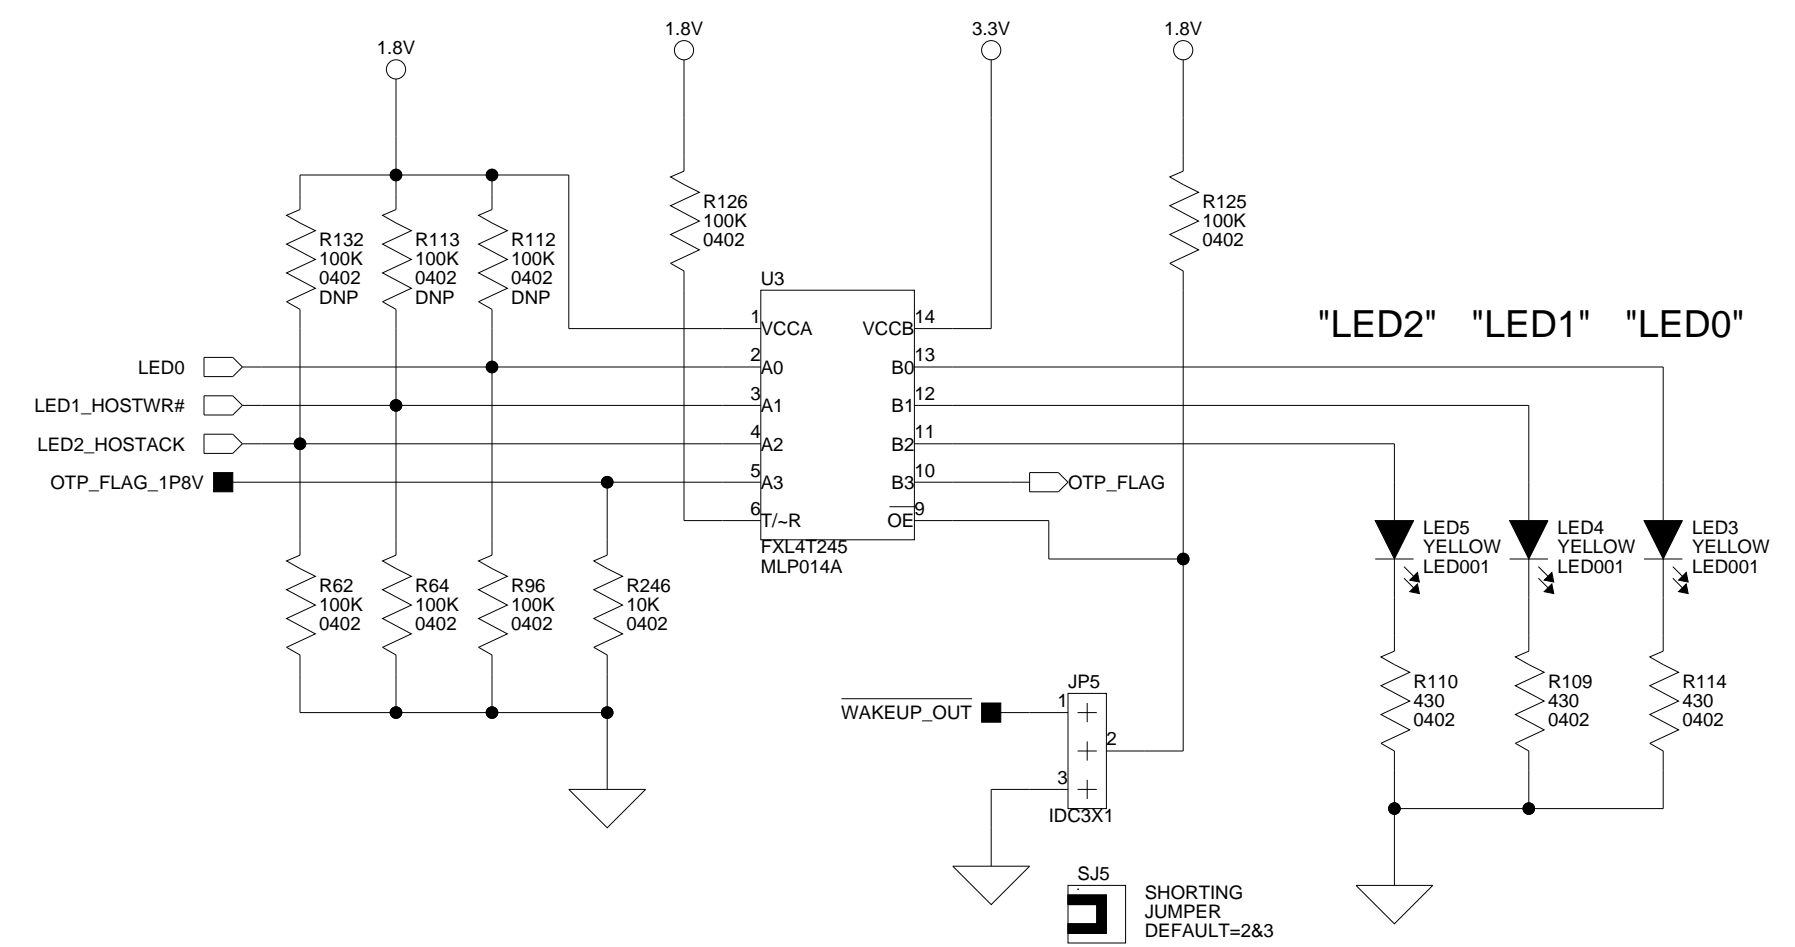 1.8V
1.8V
3.3V
1.8V
R132
100K
0402
DNP
R113
100K
0402
DNP
R112
100K
0402
DNP
R126
100K
0402
R125
100K
0402
U3
1
VCCA
VCCB
14
2
A0
B0
13
3
A1
B1
12
4
A2
B2
11
5
A3
B3
10
6
T/~R
OE
9
FXL4T245
MLP014A
LED0
LED1_HOSTWR#
LED2_HOSTACK
OTP_FLAG_1P8V
OTP_FLAG
"LED2" "LED1" "LED0"
LED5
YELLOW
LED001
LED4
YELLOW
LED001
LED3
YELLOW
LED001
R62
100K
0402
R64
100K
0402
R96
100K
0402
R246
10K
0402
R110
430
0402
R109
430
0402
R114
430
0402
WAKEUP_OUT
JP5
1
2
3
IDC3X1
SJ5
SHORTING
JUMPER
DEFAULT=2&3